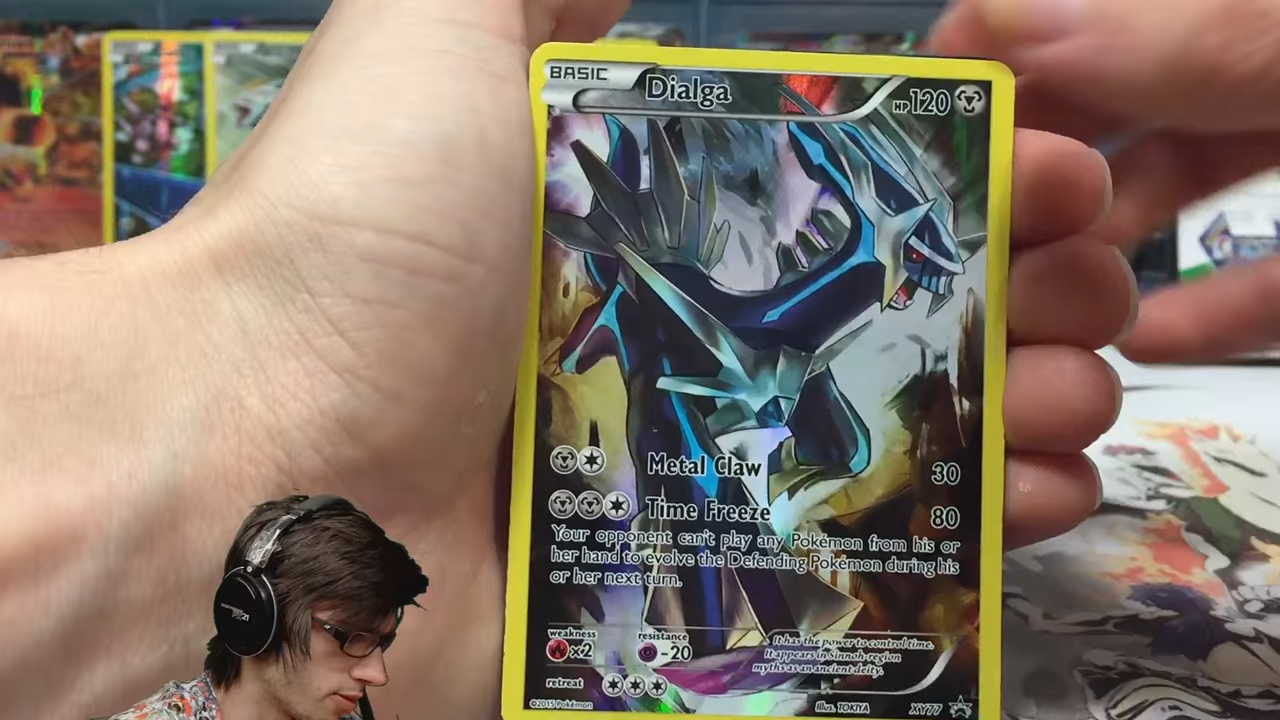 BASIC
Dialga
HP120
Metal Claw
30
Time Freeze
80
Your opponent can't play any Pokémon from his or
her hand to evolve the Defending Pokémon during his
or her next turn.
weakness
x2
resistance
-20
It has the power to control time.
It appears in Sinnoh-region
myths as an ancient deity.
retreat
©2015 Pokémon
Illus. TOKIYA
XY77